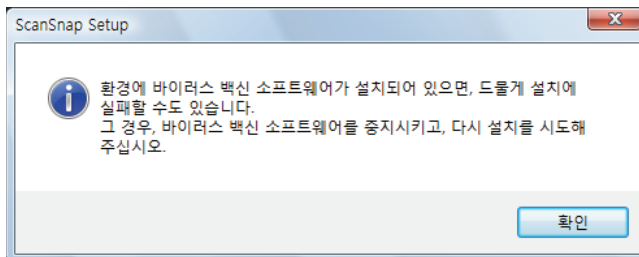 ScanSnap Setup
환경에 바이러스 백신 소프트웨어가 설치되어 있으면, 드물게 설치에
실패할 수도 있습니다.
그 경우, 바이러스 백신 소프트웨어를 중지시키고, 다시 설치를 시도해
주십시오.
확인